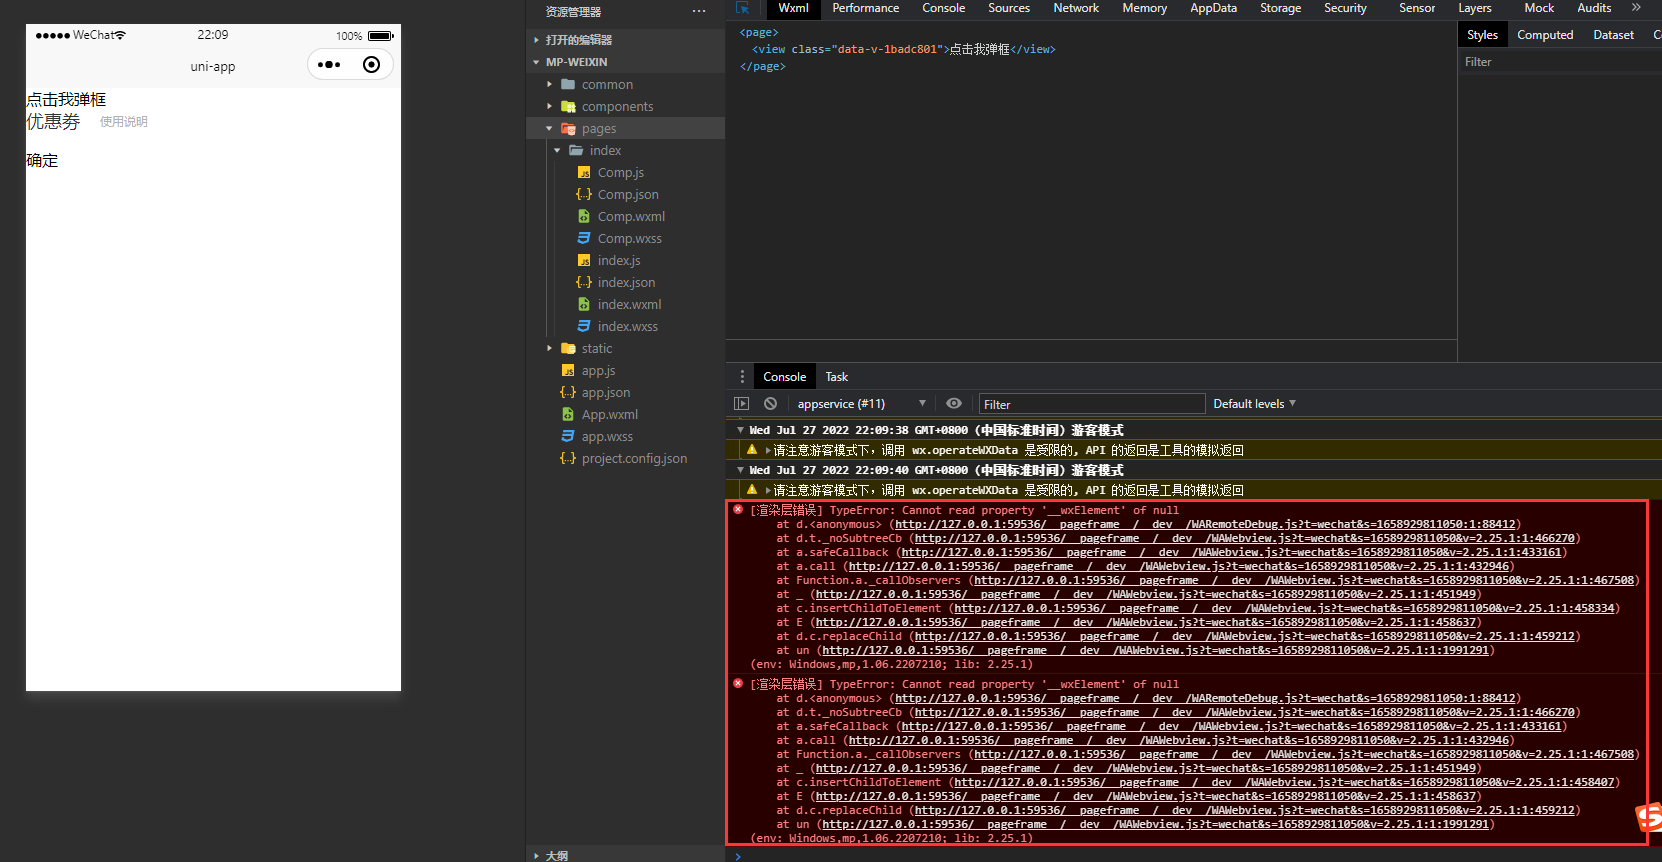 WeChat
22:09
100%
uni-app
点击我弹框
优惠券 使用说明
确定
资源管理器 ...
打开的编辑器
MP-WEIXIN
common
components
pages
index
Comp.js
Comp.json
Comp.wxml
Comp.wxss
index.js
index.json
index.wxml
index.wxss
static
app.js
app.json
App.wxml
app.wxss
project.config.json
大纲
Wxml Performance Console Sources Network Memory AppData Storage Security Sensor Layers Mock Audits »
<page>
<view class="data-v-1badc801">点击我弹框</view>
</page>
Styles Computed Dataset
Filter
Console Task
appservice (#11) Filter Default levels
Wed Jul 27 2022 22:09:38 GMT+0800 (中国标准时间) 游客模式
请注意游客模式下，调用 wx.operateWXData 是受限的, API 的返回是工具的模拟返回
Wed Jul 27 2022 22:09:40 GMT+0800 (中国标准时间) 游客模式
请注意游客模式下，调用 wx.operateWXData 是受限的, API 的返回是工具的模拟返回
[渲染层错误] TypeError: Cannot read property '__wxElement' of null
at d.<anonymous> (http://127.0.0.1:59536/__pageframe__/__dev__/WARemoteDebug.js?t=wechat&s=1658929811050:1:88412)
at d.t._noSubtreeCb (http://127.0.0.1:59536/__pageframe__/__dev__/WAWebview.js?t=wechat&s=1658929811050&v=2.25.1:1:466270)
at a.safeCallback (http://127.0.0.1:59536/__pageframe__/__dev__/WAWebview.js?t=wechat&s=1658929811050&v=2.25.1:1:433161)
at a.call (http://127.0.0.1:59536/__pageframe__/__dev__/WAWebview.js?t=wechat&s=1658929811050&v=2.25.1:1:432946)
at Function.a._callObservers (http://127.0.0.1:59536/__pageframe__/__dev__/WAWebview.js?t=wechat&s=1658929811050&v=2.25.1:1:467508)
at _ (http://127.0.0.1:59536/__pageframe__/__dev__/WAWebview.js?t=wechat&s=1658929811050&v=2.25.1:1:451949)
at c.insertChildToElement (http://127.0.0.1:59536/__pageframe__/__dev__/WAWebview.js?t=wechat&s=1658929811050&v=2.25.1:1:458334)
at E (http://127.0.0.1:59536/__pageframe__/__dev__/WAWebview.js?t=wechat&s=1658929811050&v=2.25.1:1:458637)
at d.c.replaceChild (http://127.0.0.1:59536/__pageframe__/__dev__/WAWebview.js?t=wechat&s=1658929811050&v=2.25.1:1:459212)
at un (http://127.0.0.1:59536/__pageframe__/__dev__/WAWebview.js?t=wechat&s=1658929811050&v=2.25.1:1:1991291)
(env: Windows,mp,1.06.2207210; lib: 2.25.1)
[渲染层错误] TypeError: Cannot read property '__wxElement' of null
at d.<anonymous> (http://127.0.0.1:59536/__pageframe__/__dev__/WARemoteDebug.js?t=wechat&s=1658929811050:1:88412)
at d.t._noSubtreeCb (http://127.0.0.1:59536/__pageframe__/__dev__/WAWebview.js?t=wechat&s=1658929811050&v=2.25.1:1:466270)
at a.safeCallback (http://127.0.0.1:59536/__pageframe__/__dev__/WAWebview.js?t=wechat&s=1658929811050&v=2.25.1:1:433161)
at a.call (http://127.0.0.1:59536/__pageframe__/__dev__/WAWebview.js?t=wechat&s=1658929811050&v=2.25.1:1:432946)
at Function.a._callObservers (http://127.0.0.1:59536/__pageframe__/__dev__/WAWebview.js?t=wechat&s=1658929811050&v=2.25.1:1:467508)
at _ (http://127.0.0.1:59536/__pageframe__/__dev__/WAWebview.js?t=wechat&s=1658929811050&v=2.25.1:1:451949)
at c.insertChildToElement (http://127.0.0.1:59536/__pageframe__/__dev__/WAWebview.js?t=wechat&s=1658929811050&v=2.25.1:1:458407)
at E (http://127.0.0.1:59536/__pageframe__/__dev__/WAWebview.js?t=wechat&s=1658929811050&v=2.25.1:1:458637)
at d.c.replaceChild (http://127.0.0.1:59536/__pageframe__/__dev__/WAWebview.js?t=wechat&s=1658929811050&v=2.25.1:1:459212)
at un (http://127.0.0.1:59536/__pageframe__/__dev__/WAWebview.js?t=wechat&s=1658929811050&v=2.25.1:1:1991291)
(env: Windows,mp,1.06.2207210; lib: 2.25.1)